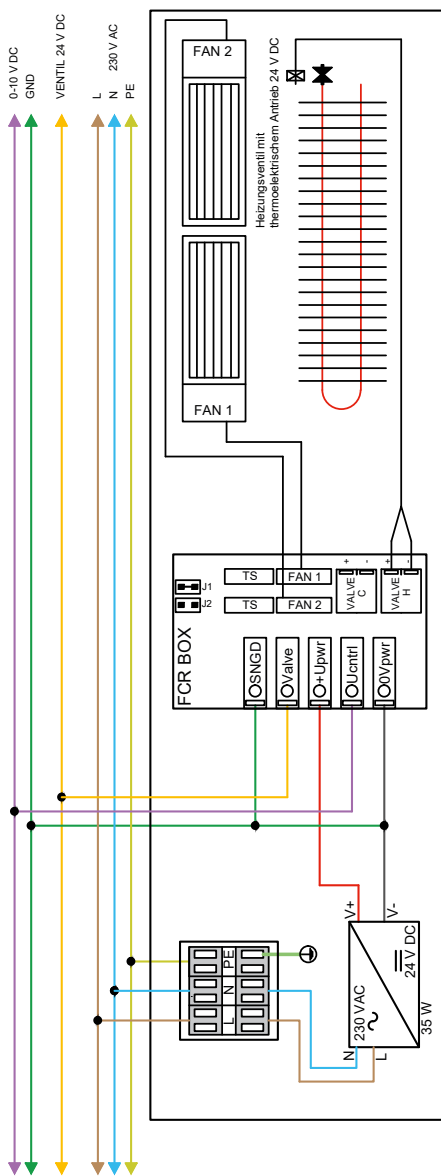 0-10 V DC
GND
VENTIL 24 V DC
L
N 230 V AC
PE
FAN 2
FAN 1
Heizungsventil mit
thermoelektrischem Antrieb 24 V DC
FCR BOX
J1
J2
TS
FAN 1
TS
FAN 2
VALVE
C
+
-
VALVE
H
+
-
SNGD
Valve
+Upwr
Ucntrl
0Vpwr
PE
N
L
V+
V-
230 VAC
24 V DC
N
L
35 W